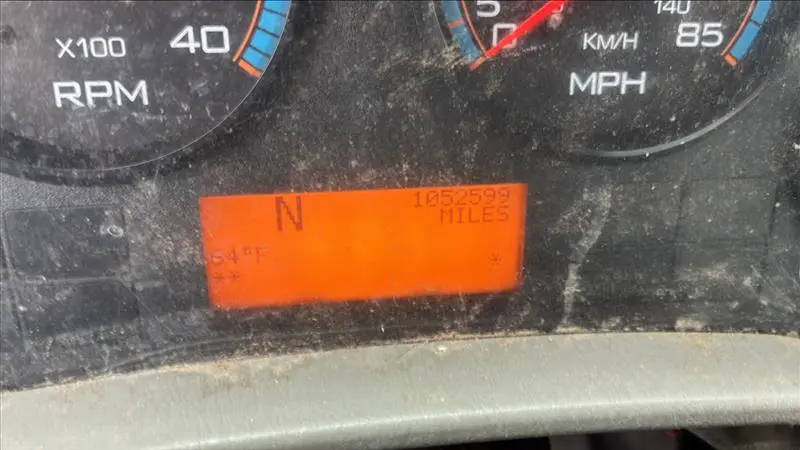 X100 40
RPM
5
0
140
KM/H 85
MPH
N 1052599
MILES
64°F *
**